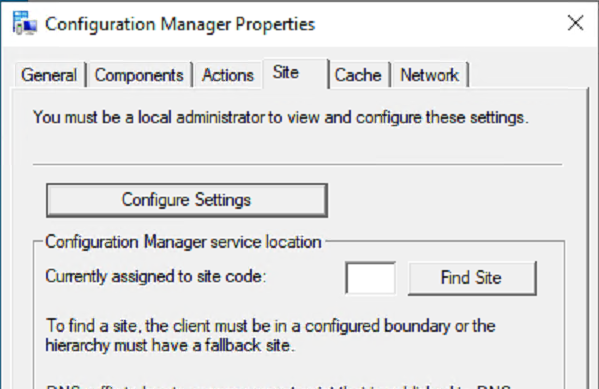 Configuration Manager Properties
General Components Actions Site Cache Network
You must be a local administrator to view and configure these settings.
Configure Settings
Configuration Manager service location
Currently assigned to site code:
Find Site
To find a site, the client must be in a configured boundary or the
hierarchy must have a fallback site.